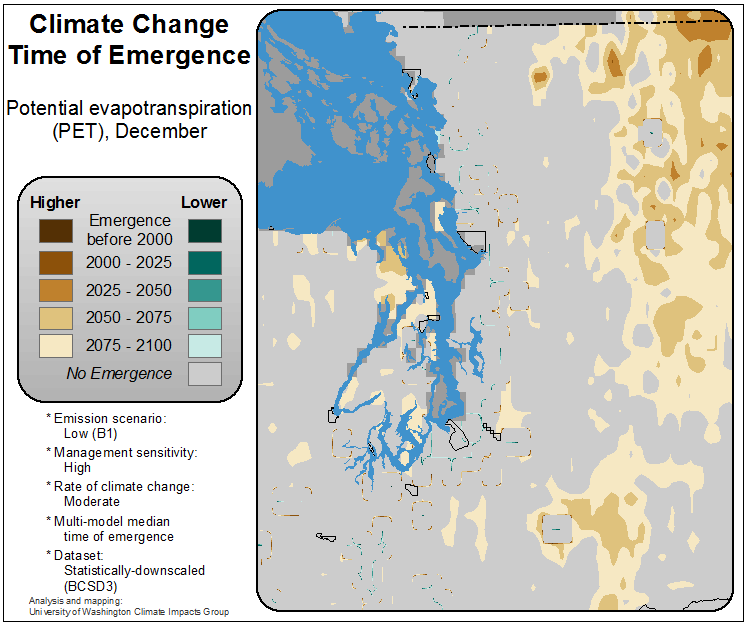 Climate Change
Time of Emergence
Potential evapotranspiration
(PET), December
Higher Lower
Emergence
before 2000
2000 - 2025
2025 - 2050
2050 - 2075
2075 - 2100
No Emergence
* Emission scenario:
Low (B1)
* Management sensitivity:
High
* Rate of climate change:
Moderate
* Multi-model median
time of emergence
* Dataset:
Statistically-downscaled
(BCSD3)
Analysis and mapping:
University of Washington Climate Impacts Group